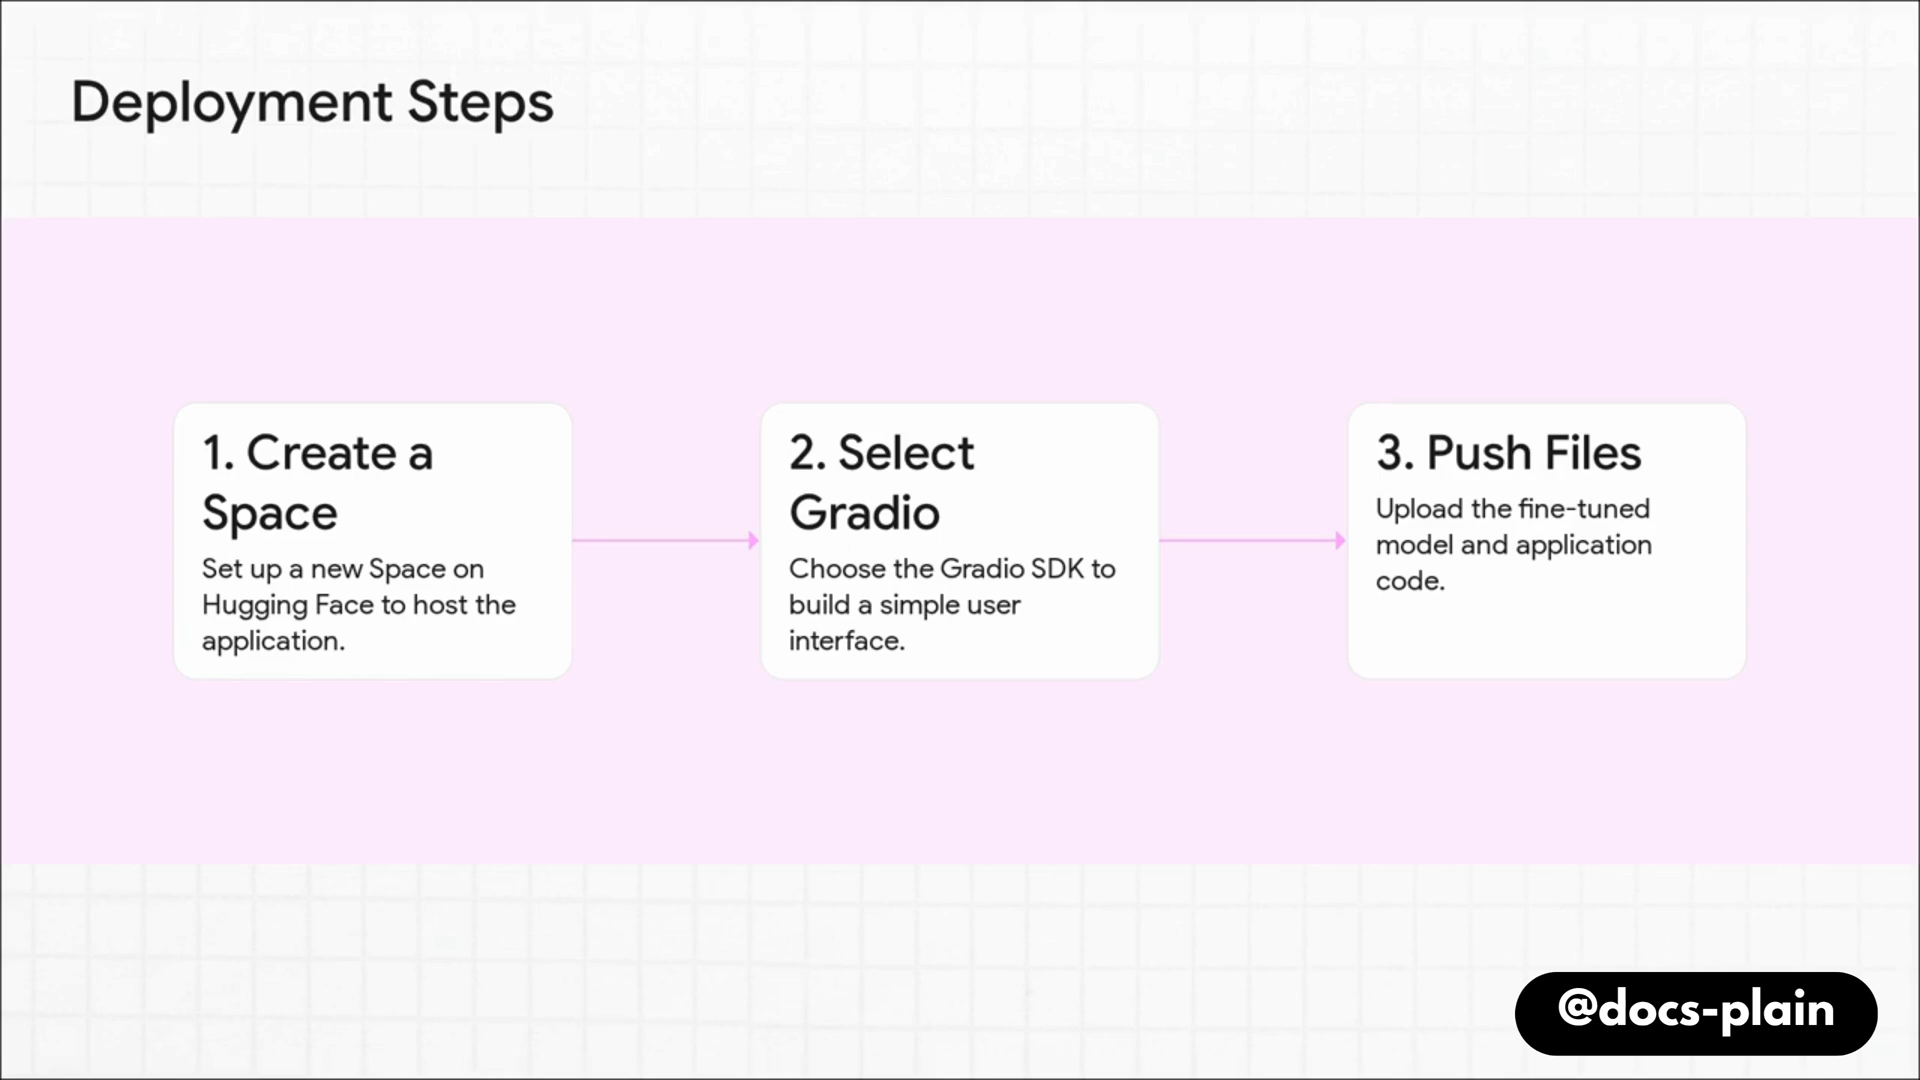 Deployment Steps
1. Create a
Space
Set up a new Space on
Hugging Face to host the
application.
2. Select
Gradio
Choose the Gradio SDK to
build a simple user
interface.
3. Push Files
Upload the fine-tuned
model and application
code.
@docs-plain